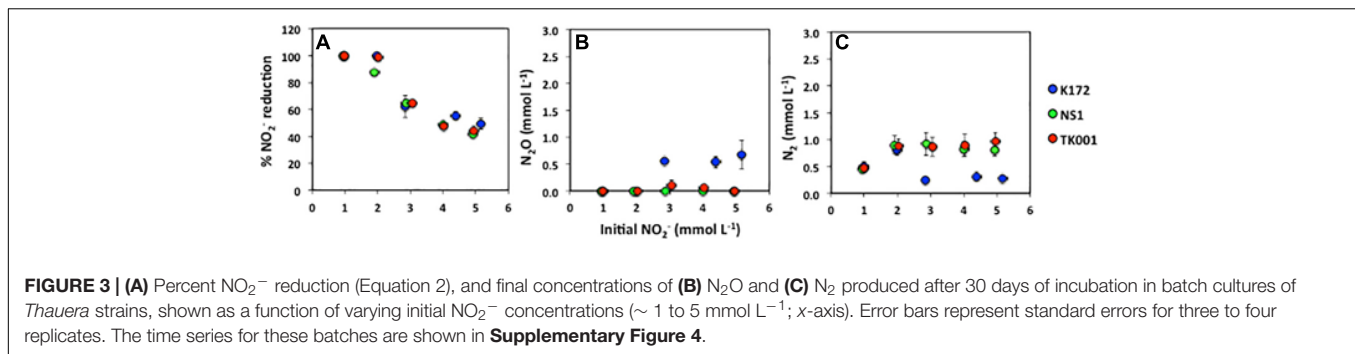 A
120
100
80
60
40
20
0
% NO₂⁻ reduction
0 1 2 3 4 5 6
B
3.0
2.5
2.0
1.5
1.0
0.5
0.0
N₂O (mmol L⁻¹)
0 1 2 3 4 5 6
Initial NO₂⁻ (mmol L⁻¹)
C
3.0
2.5
2.0
1.5
1.0
0.5
0.0
N₂ (mmol L⁻¹)
0 1 2 3 4 5 6
K172
NS1
TK001
FIGURE 3 | (A) Percent NO₂⁻ reduction (Equation 2), and final concentrations of (B) N₂O and (C) N₂ produced after 30 days of incubation in batch cultures of
Thauera strains, shown as a function of varying initial NO₂⁻ concentrations (~ 1 to 5 mmol L⁻¹; x-axis). Error bars represent standard errors for three to four
replicates. The time series for these batches are shown in Supplementary Figure 4.